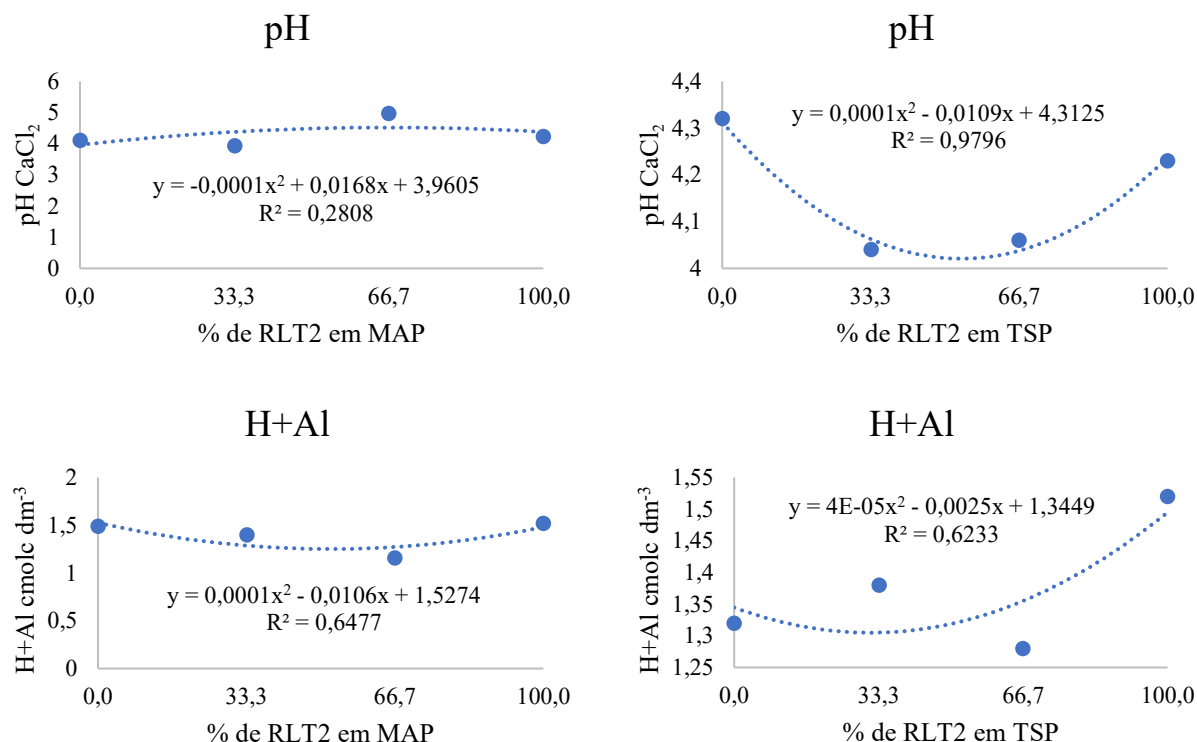 pH
pH CaCl₂
6
5
4
3
2
1
0
y = -0,0001x² + 0,0168x + 3,9605
R² = 0,2808
0,0 33,3 66,7 100,0
% de RLT2 em MAP
pH
pH CaCl₂
4,4
4,3
4,2
4,1
4
y = 0,0001x² - 0,0109x + 4,3125
R² = 0,9796
0,0 33,3 66,7 100,0
% de RLT2 em TSP
H+Al
H+Al cmolc dm⁻³
2
1,5
1
0,5
0
y = 0,0001x² - 0,0106x + 1,5274
R² = 0,6477
0,0 33,3 66,7 100,0
% de RLT2 em MAP
H+Al
H+Al cmolc dm⁻³
1,55
1,5
1,45
1,4
1,35
1,3
1,25
y = 4E-05x² - 0,0025x + 1,3449
R² = 0,6233
0,0 33,3 66,7 100,0
% de RLT2 em TSP